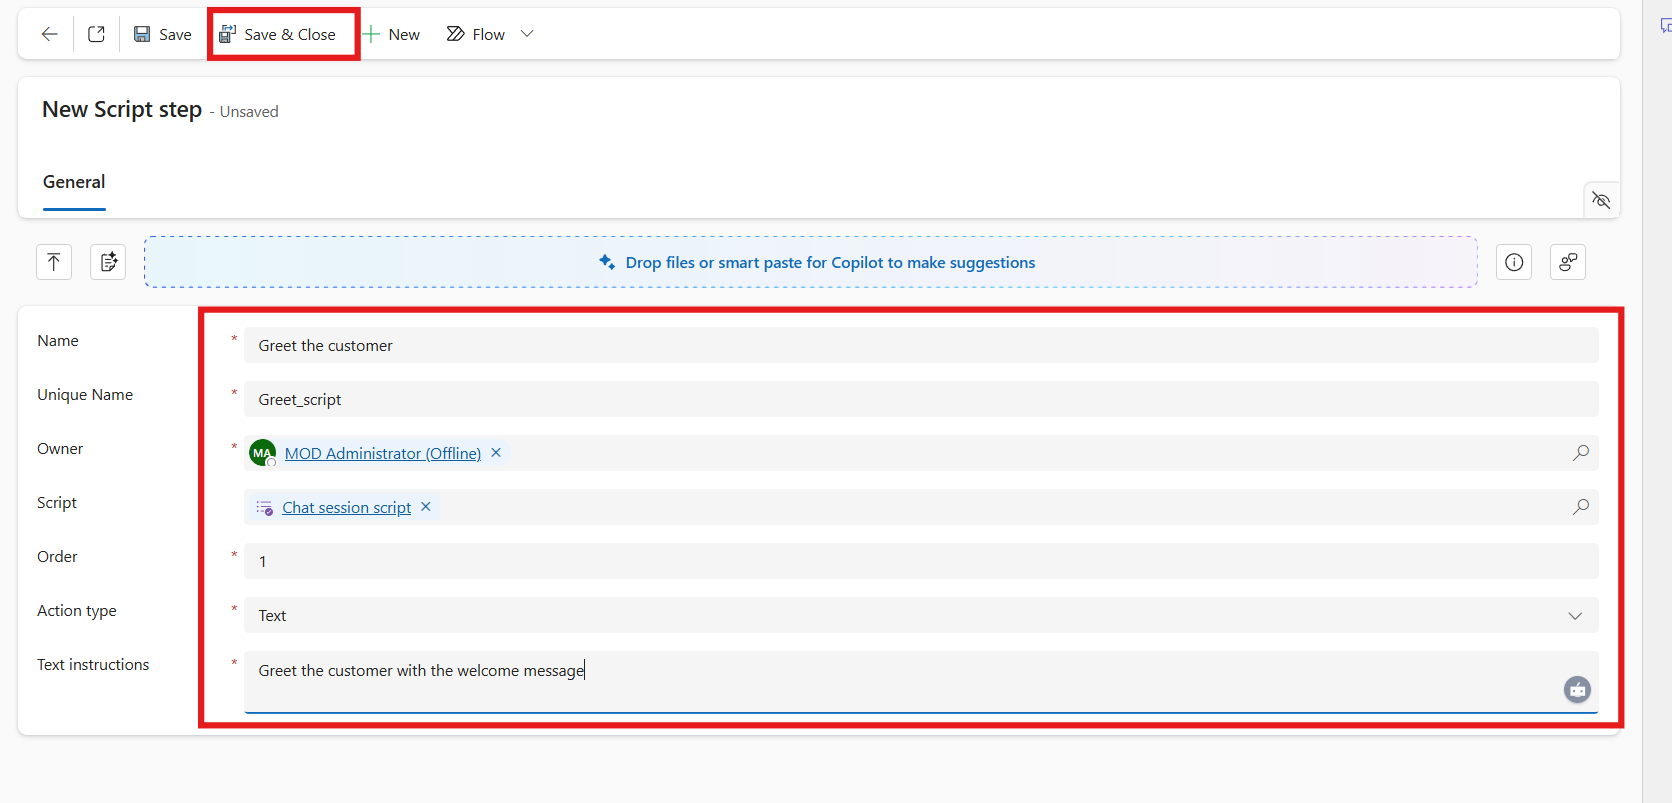 Save
Save & Close
New
Flow
New Script step - Unsaved
General
Drop files or smart paste for Copilot to make suggestions
Name * Greet the customer
Unique Name * Greet_script
Owner * MA MOD Administrator (Offline)
Script Chat session script
Order * 1
Action type * Text
Text instructions * Greet the customer with the welcome message